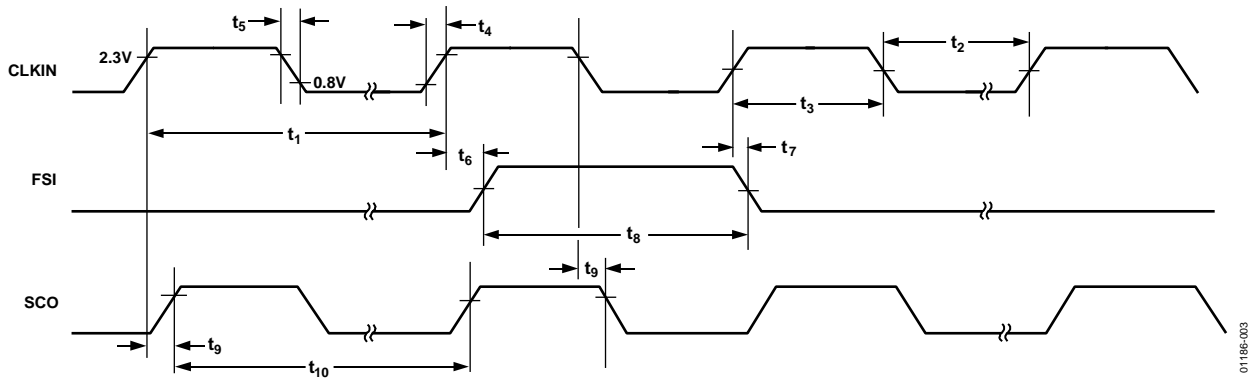 t5
t4
t2
2.3V
CLKIN
0.8V
t3
t1
t6
t7
FSI
t8
t9
SCO
t9
t10
01186-003